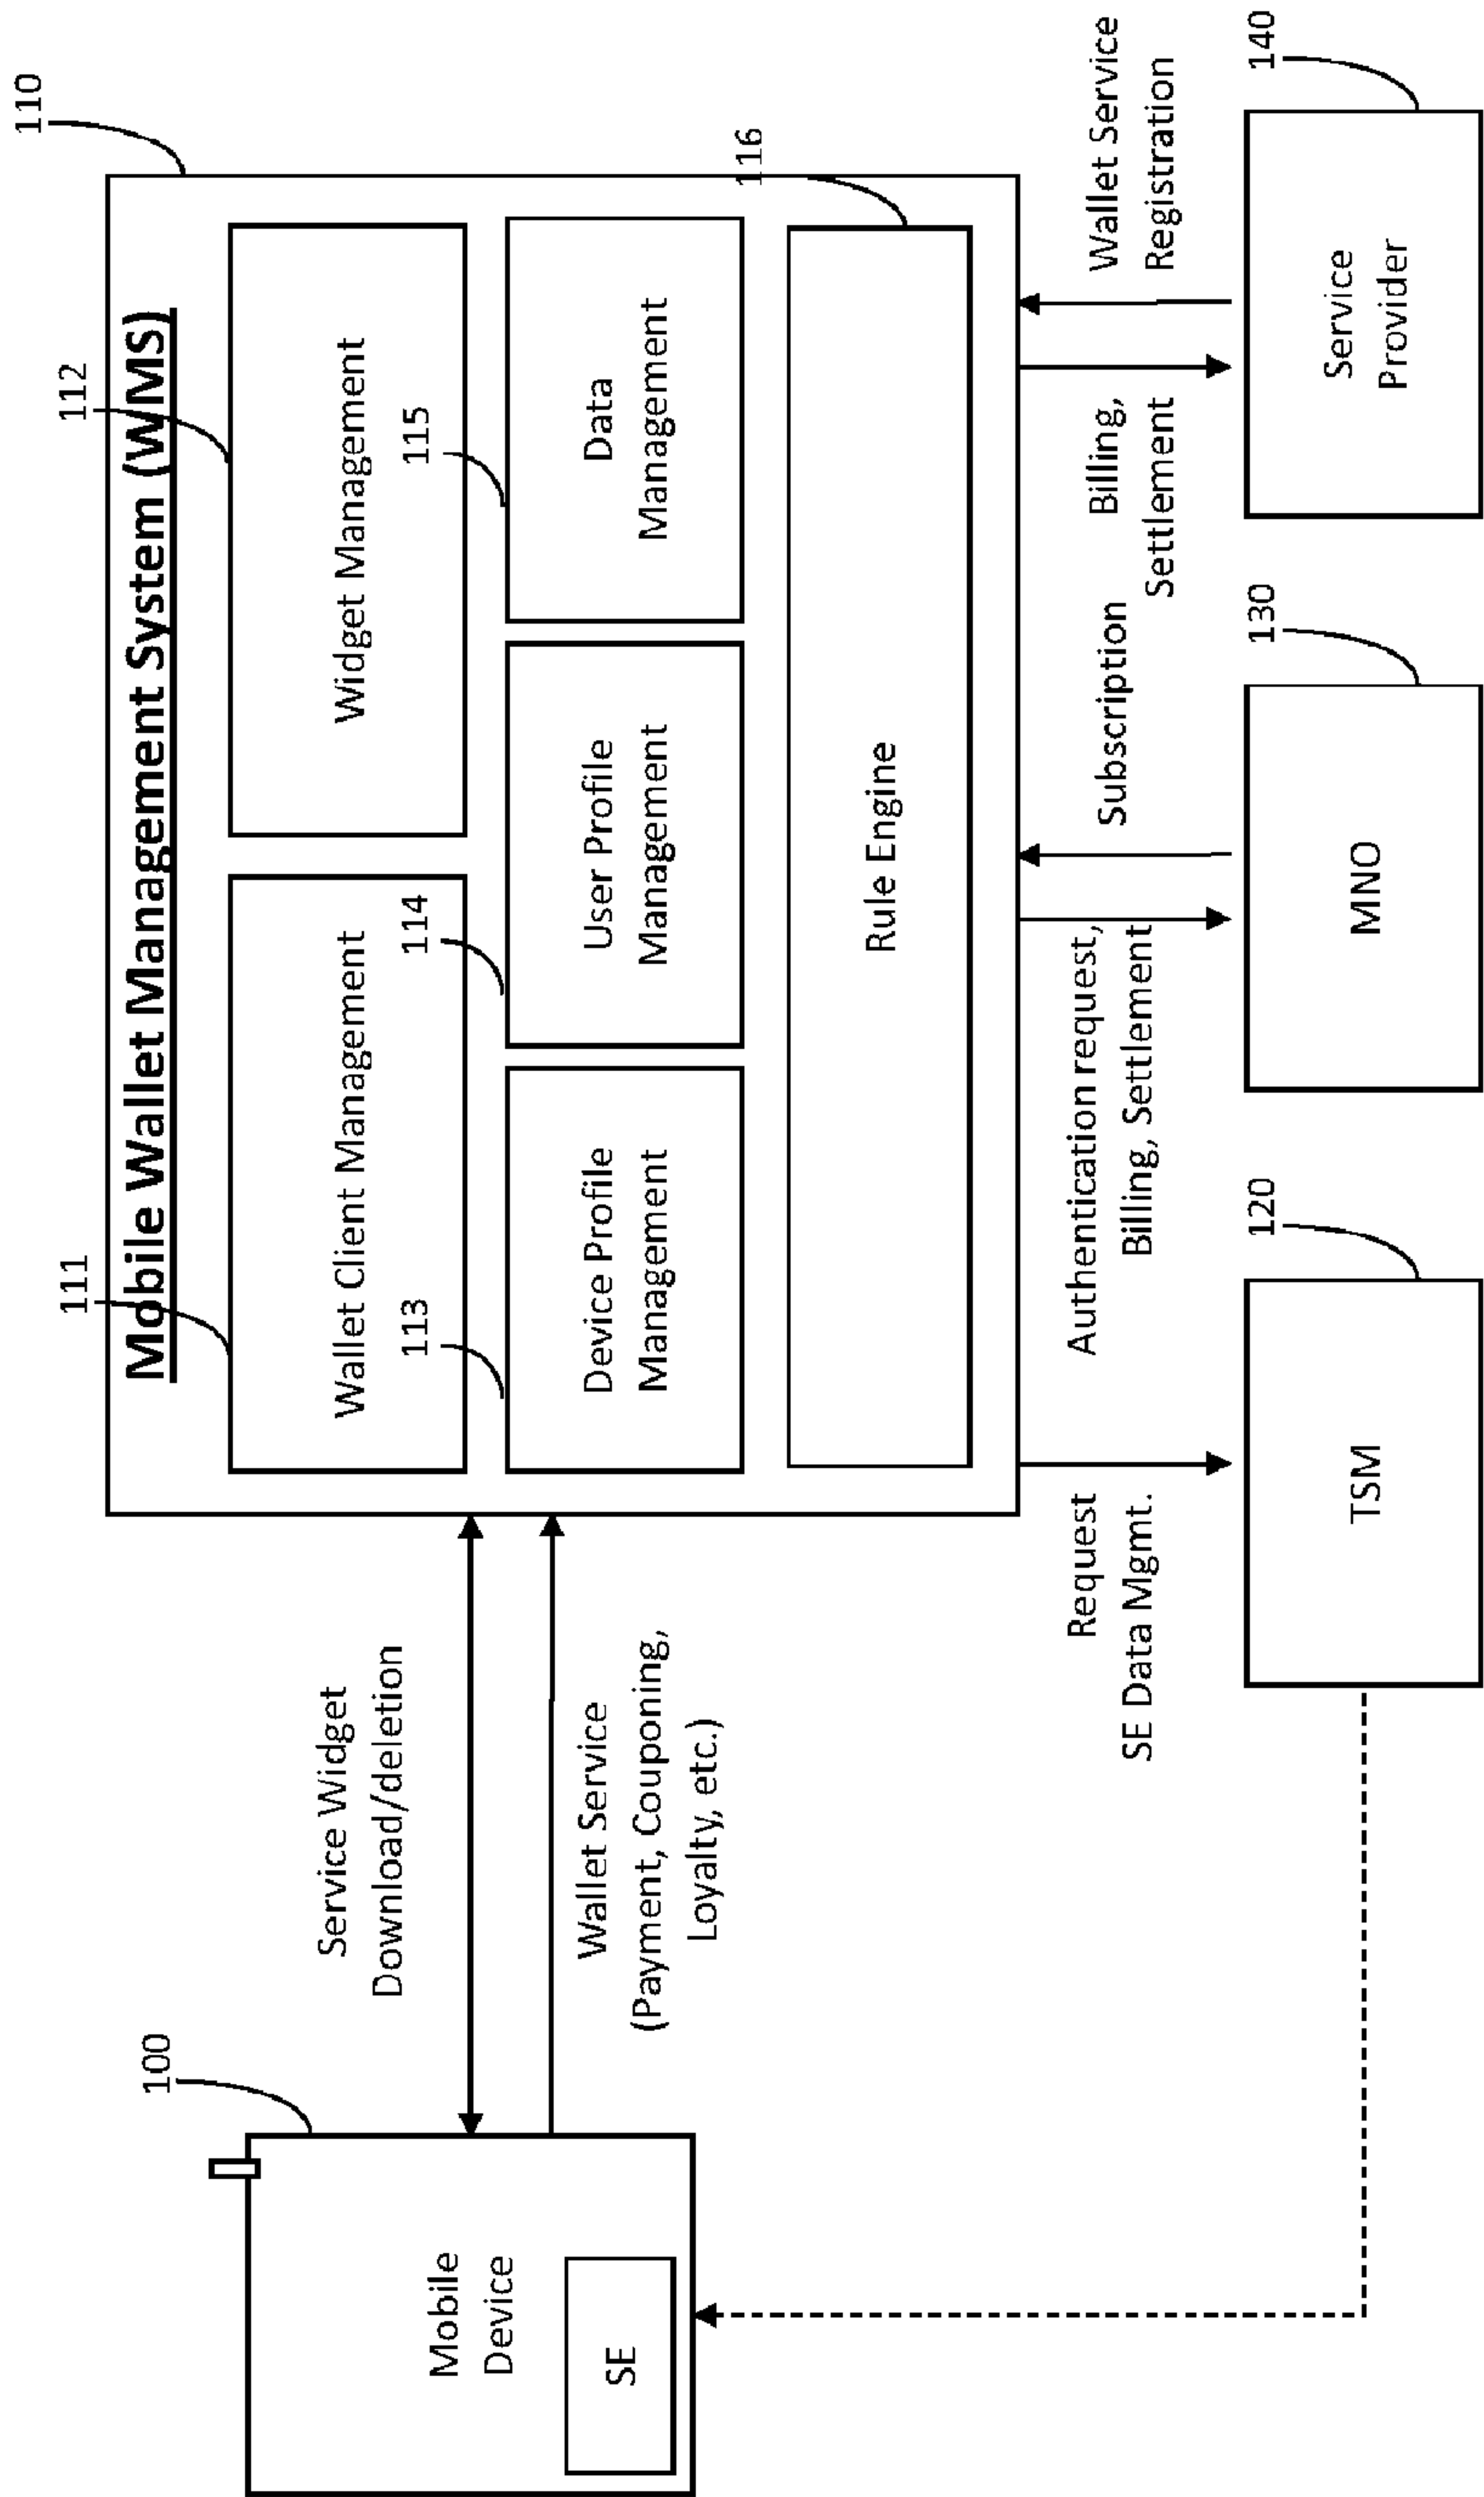 110
Mobile Wallet Management System (WMS)
111
112
Wallet Client Management
Widget Management
113
114
115
Device Profile
Management
User Profile
Management
Data
Management
116
Rule Engine
100
Mobile
Device
SE
Service Widget
Download/deletion
Wallet Service
(Payment, Couponing,
Loyalty, etc.)
Request
SE Data Mgmt.
Authentication request,
Billing, Settlement
Subscription
Billing,
Settlement
Wallet Service
Registration
120
TSM
130
MNO
140
Service
Provider